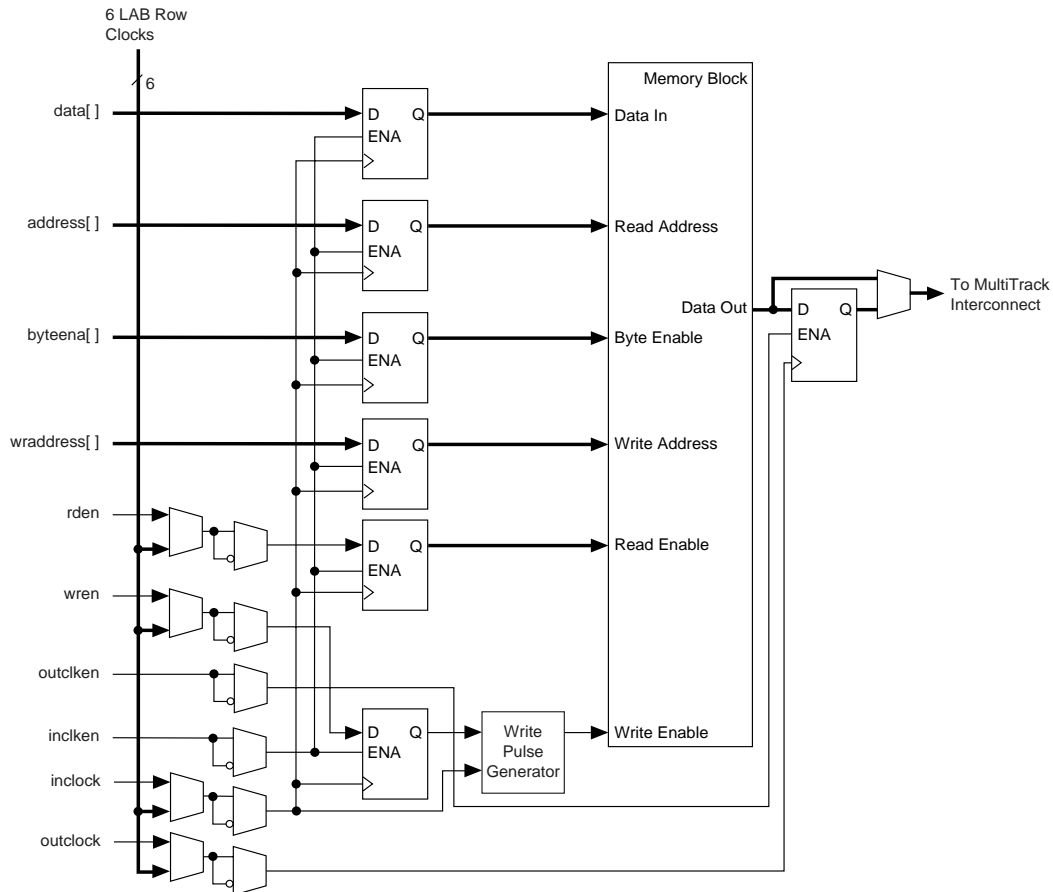 6 LAB Row
Clocks
6
Memory Block
data[ ]
D Q
ENA
Data In
address[ ]
D Q
ENA
Read Address
To MultiTrack
Interconnect
Data Out
D Q
ENA
byteena[ ]
D Q
ENA
Byte Enable
wraddress[ ]
D Q
ENA
Write Address
rden
D Q
ENA
Read Enable
wren
outclken
inclken
D Q
ENA
Write
Pulse
Generator
Write Enable
inclock
outclock